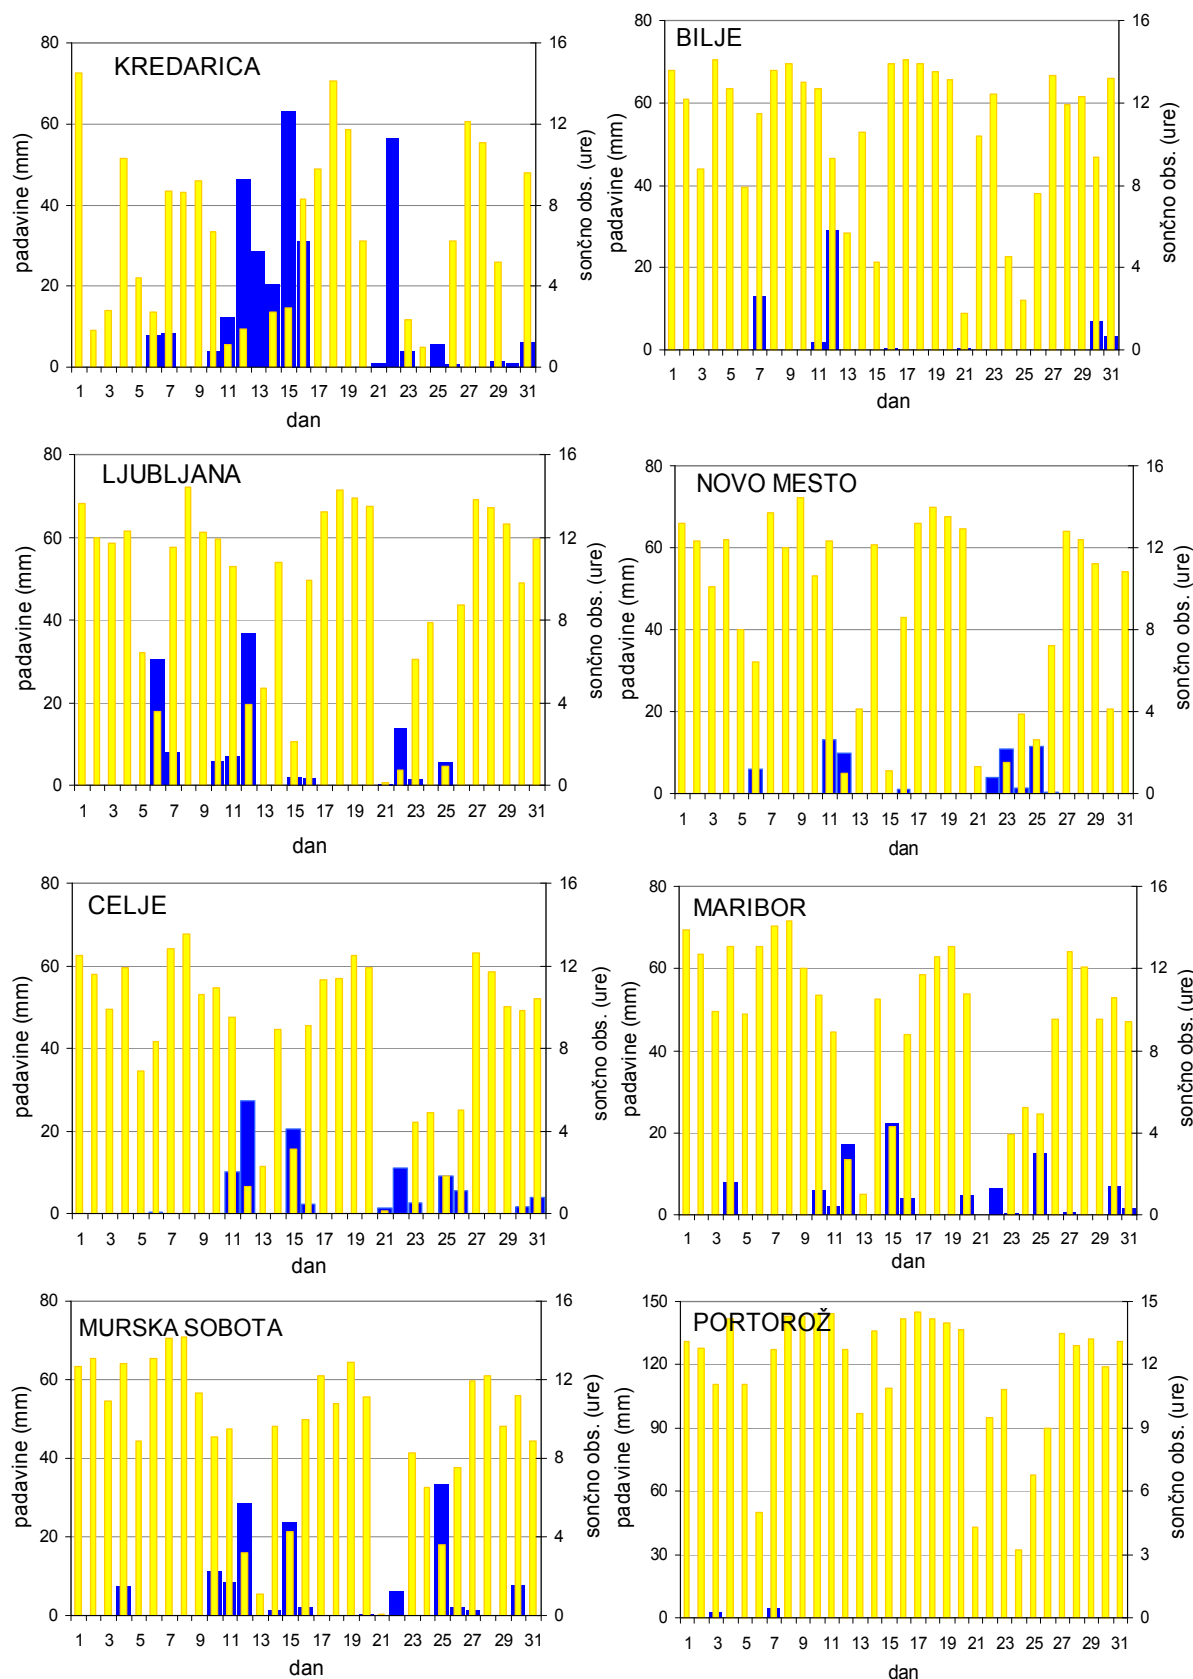 KREDARICA
80 60 40 20 0
16 12 8 4 0
padavine (mm)
sončno obs. (ure)
1 3 5 7 9 11 13 15 17 19 21 23 25 27 29 31
dan
BILJE
80 60 40 20 0
16 12 8 4 0
padavine (mm)
sončno obs. (ure)
1 3 5 7 9 11 13 15 17 19 21 23 25 27 29 31
dan
LJUBLJANA
80 60 40 20 0
16 12 8 4 0
padavine (mm)
sončno obs. (ure)
1 3 5 7 9 11 13 15 17 19 21 23 25 27 29 31
dan
NOVO MESTO
80 60 40 20 0
16 12 8 4 0
padavine (mm)
sončno obs. (ure)
1 3 5 7 9 11 13 15 17 19 21 23 25 27 29 31
dan
CELJE
80 60 40 20 0
16 12 8 4 0
padavine (mm)
sončno obs. (ure)
1 3 5 7 9 11 13 15 17 19 21 23 25 27 29 31
dan
MARIBOR
80 60 40 20 0
16 12 8 4 0
padavine (mm)
sončno obs. (ure)
1 3 5 7 9 11 13 15 17 19 21 23 25 27 29 31
dan
MURSKA SOBOTA
80 60 40 20 0
16 12 8 4 0
padavine (mm)
sončno obs. (ure)
1 3 5 7 9 11 13 15 17 19 21 23 25 27 29 31
dan
PORTOROŽ
150 120 90 60 30 0
15 12 9 6 3 0
padavine (mm)
sončno obs. (ure)
1 3 5 7 9 11 13 15 17 19 21 23 25 27 29 31
dan